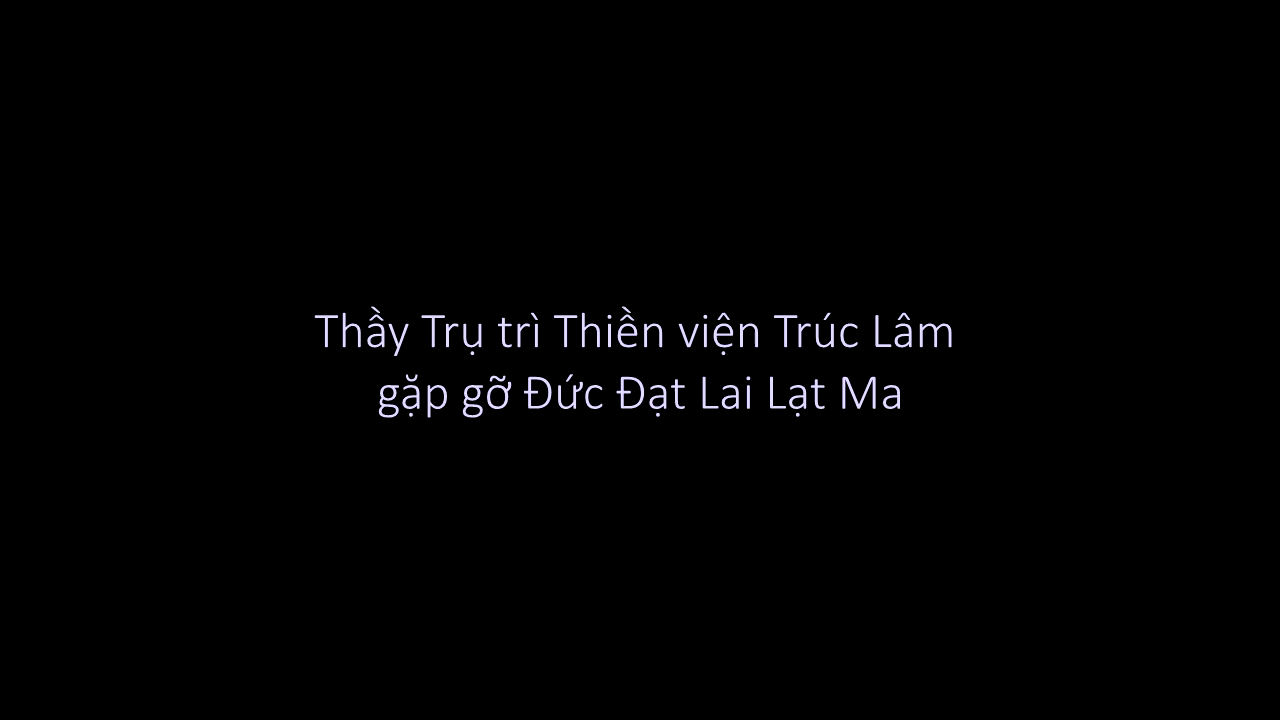 Thầy Trụ trì Thiền viện Trúc Lâm
gặp gỡ Đức Đạt Lai Lạt Ma